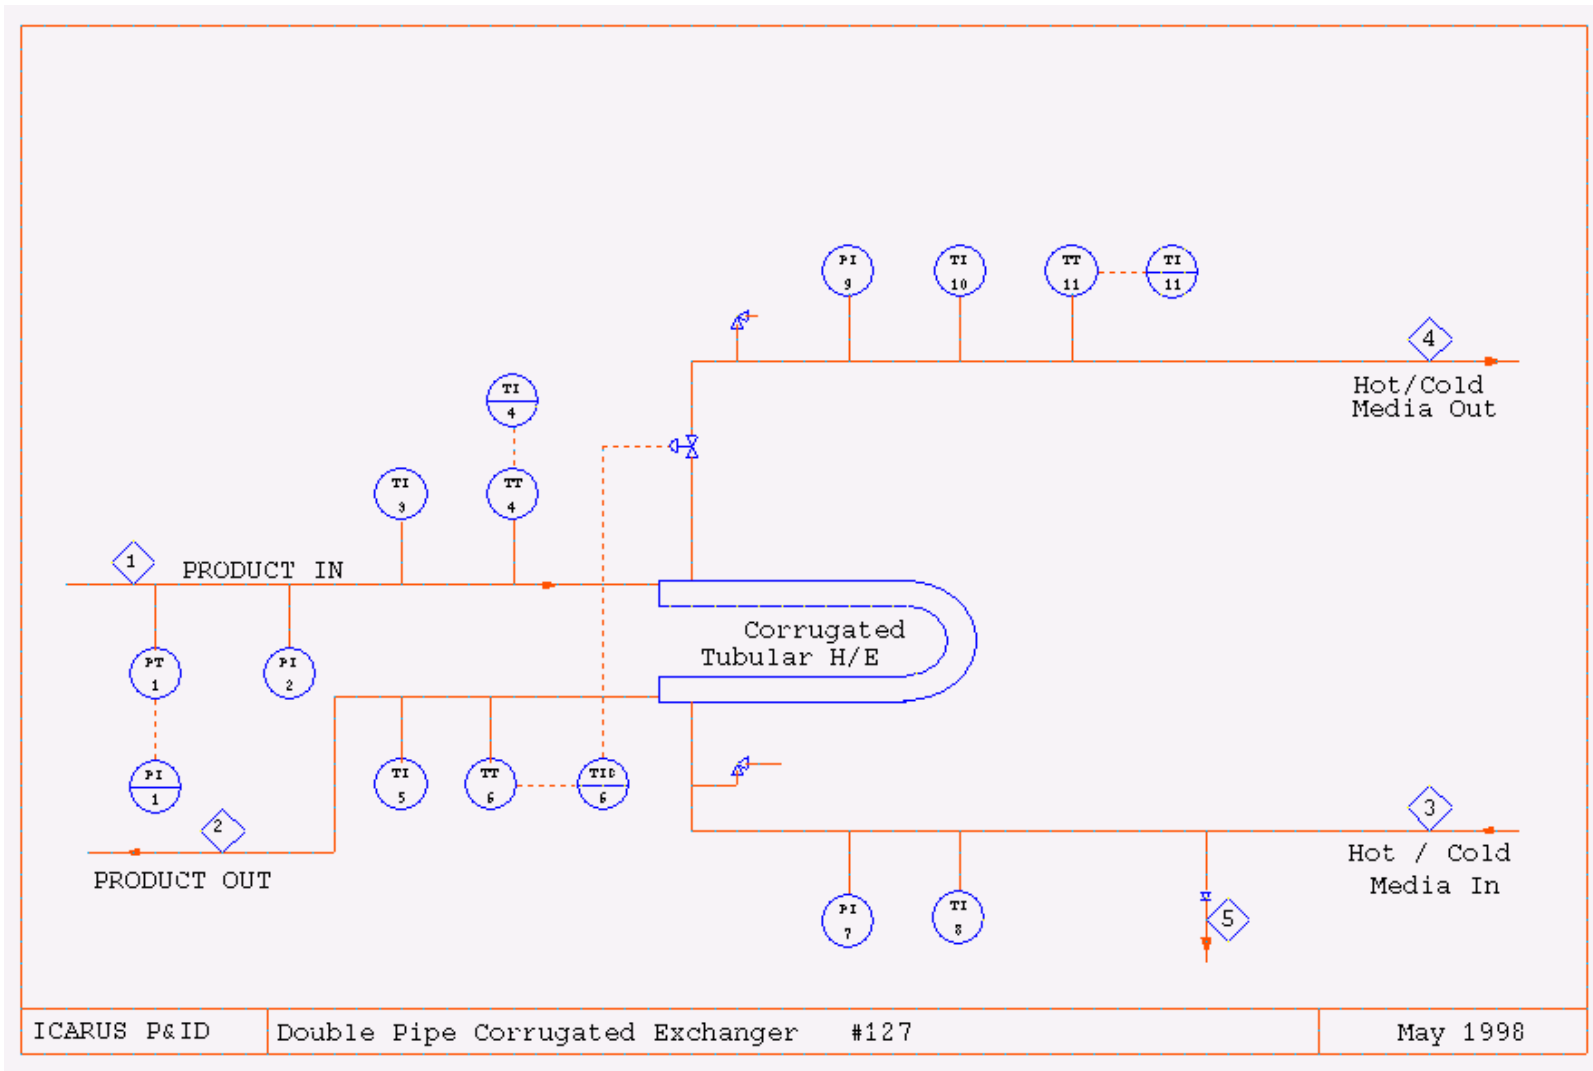 PI
9
TI
10
TT
11
TI
11
4
Hot/Cold
Media Out
TI
4
TI
3
TT
4
1
PRODUCT IN
Corrugated
Tubular H/E
PT
1
PI
2
PI
1
TI
5
TT
6
TIC
6
2
PRODUCT OUT
3
Hot / Cold
Media In
PI
7
TI
8
5
ICARUS P&ID
Double Pipe Corrugated Exchanger #127
May 1998